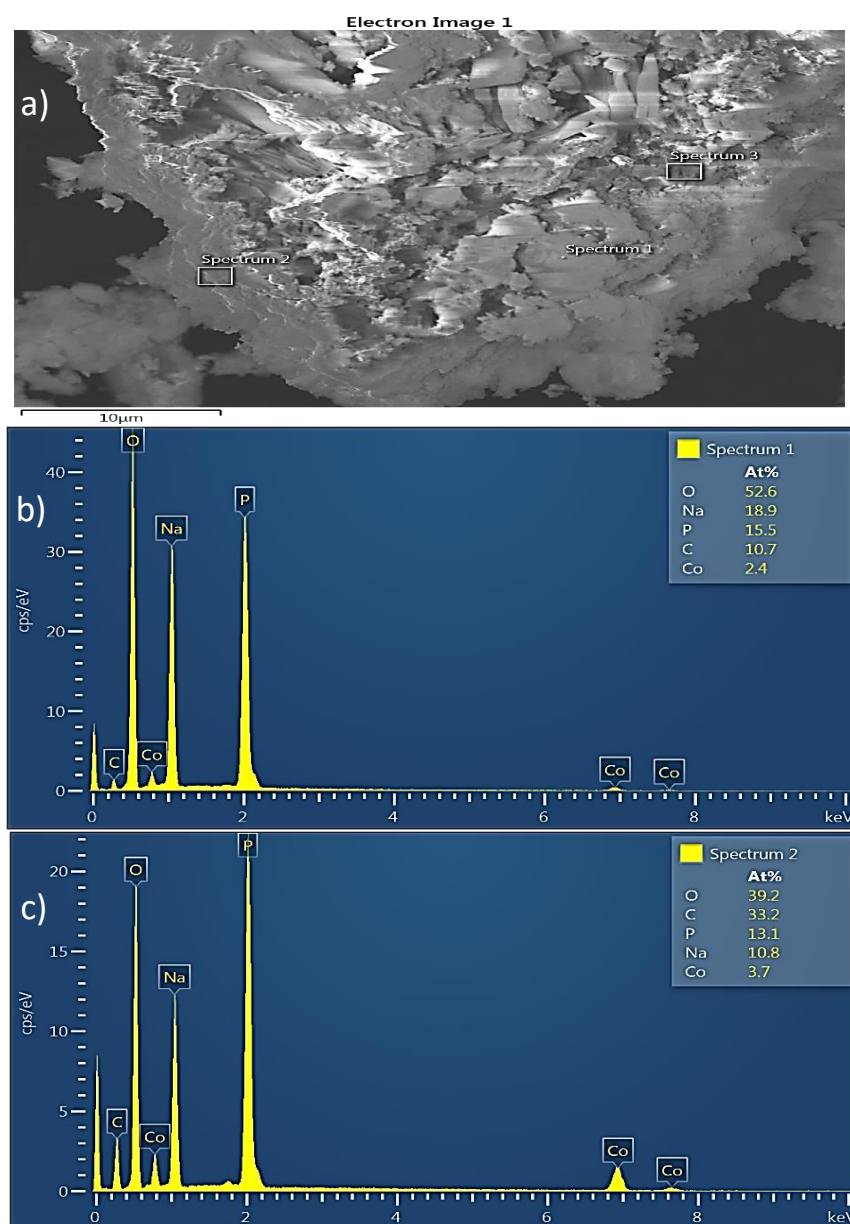 Electron Image 1
a)
Spectrum 3
Spectrum 1
Spectrum 2
10µm
b)
O
Na
P
C
Co
Co
Co
Spectrum 1
At%
O 52.6
Na 18.9
P 15.5
C 10.7
Co 2.4
cps/eV
40
30
20
10
0
0 2 4 6 8 keV
c)
P
O
Na
C
Co
Co
Co
Spectrum 2
At%
O 39.2
C 33.2
P 13.1
Na 10.8
Co 3.7
cps/eV
20
15
10
5
0
0 2 4 6 8 keV